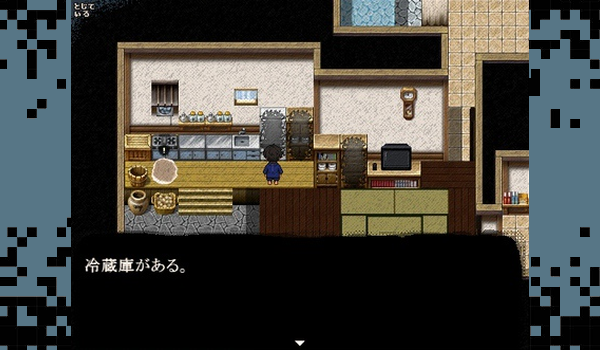 として
いる
冷蔵庫がある。